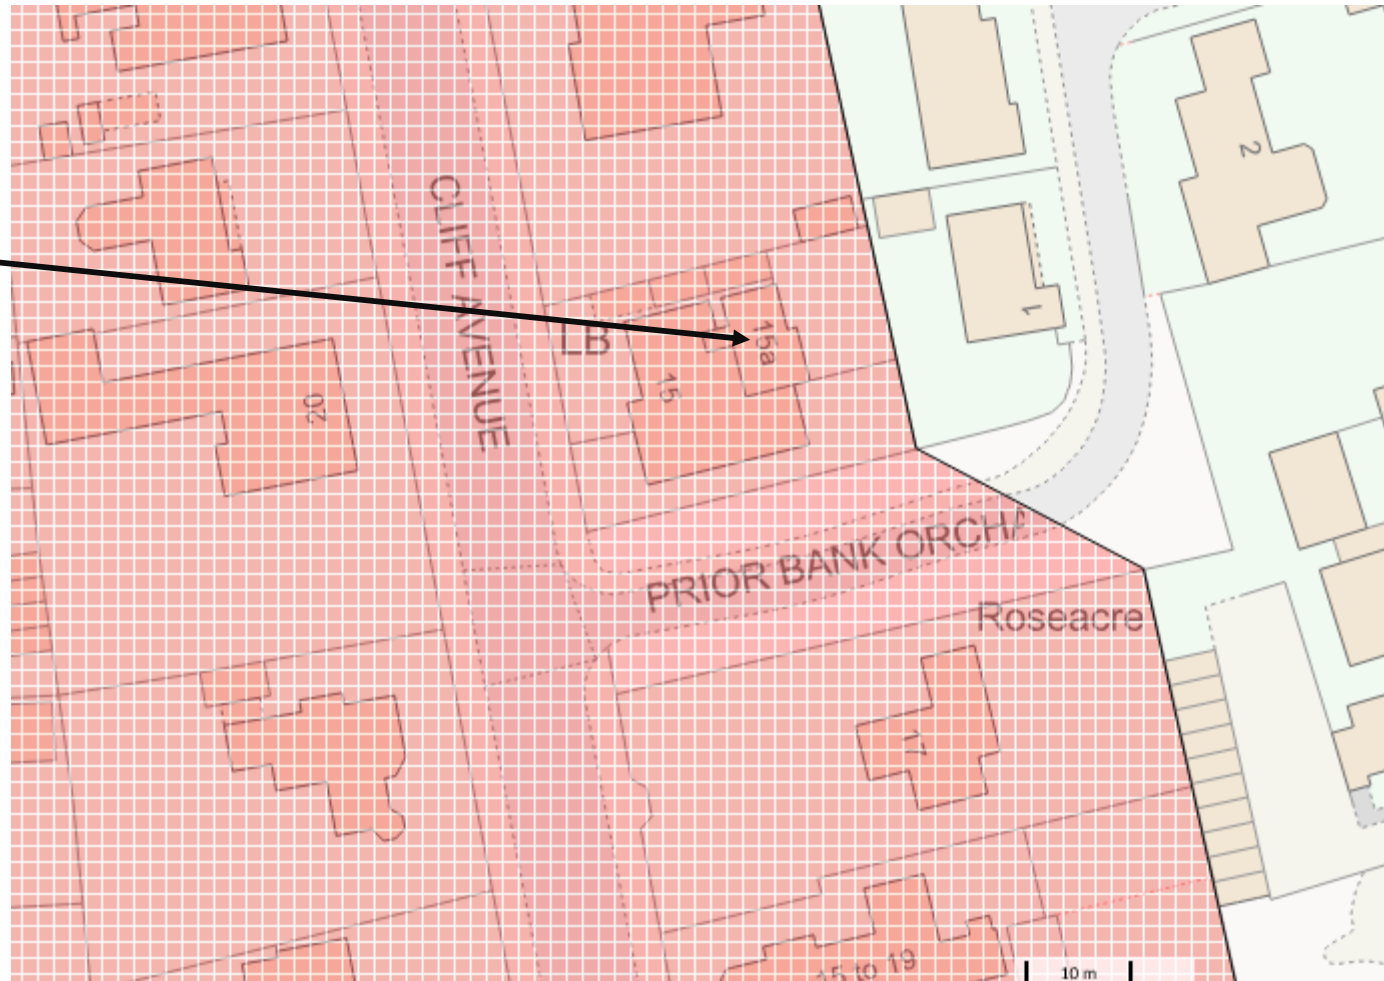 CLIFF AVENUE
2
1
LB
15a
15
20
PRIOR BANK ORCHA
Roseacre
17
15 to 19
10 m